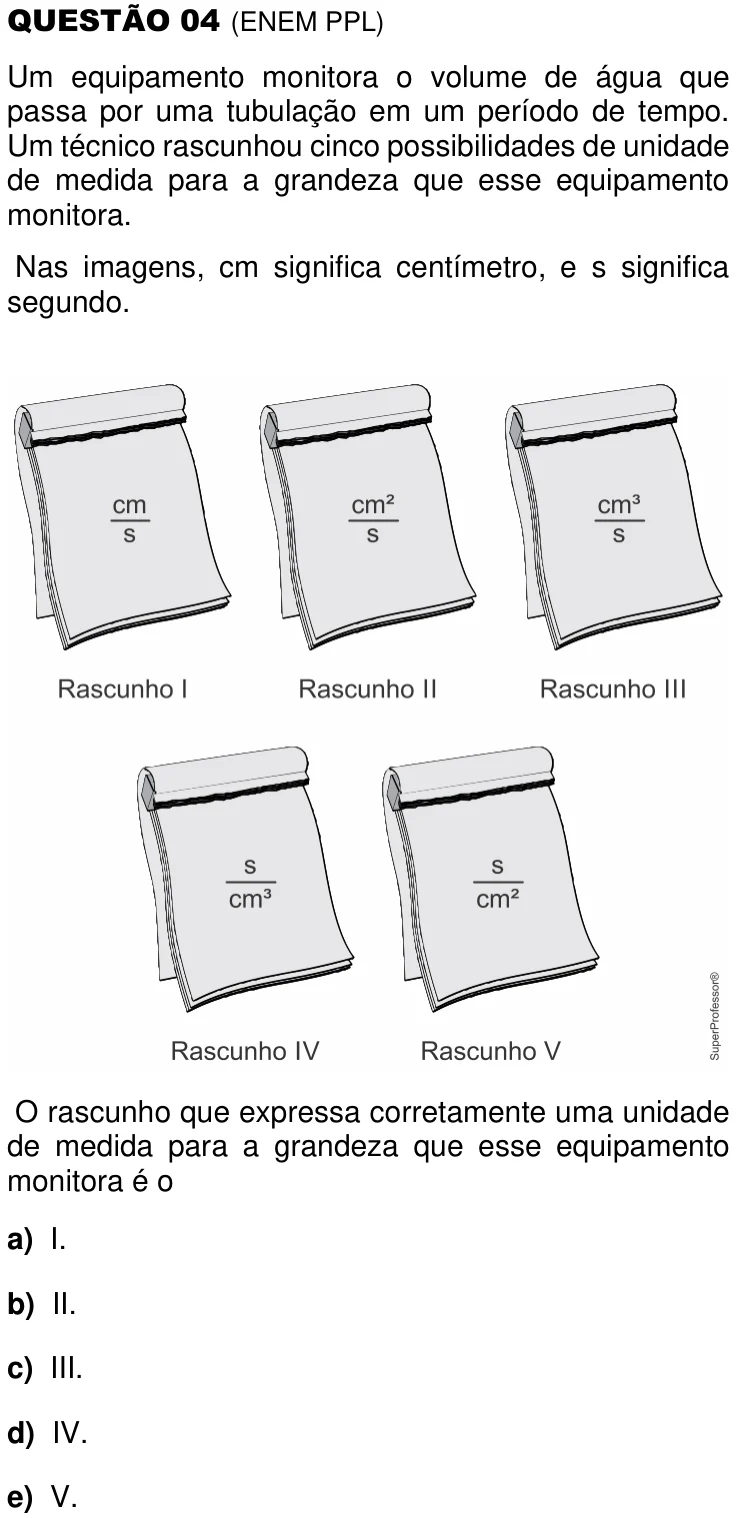 QUESTÃO 04 (ENEM PPL)
Um equipamento monitora o volume de água que
passa por uma tubulação em um período de tempo.
Um técnico rascunhou cinco possibilidades de unidade
de medida para a grandeza que esse equipamento
monitora.
Nas imagens, cm significa centímetro, e s significa
segundo.
cm
s
cm²
s
cm³
s
Rascunho I
Rascunho II
Rascunho III
s
cm³
s
cm²
Rascunho IV
Rascunho V
SuperProfessor®
O rascunho que expressa corretamente uma unidade
de medida para a grandeza que esse equipamento
monitora é o
a) I.
b) II.
c) III.
d) IV.
e) V.